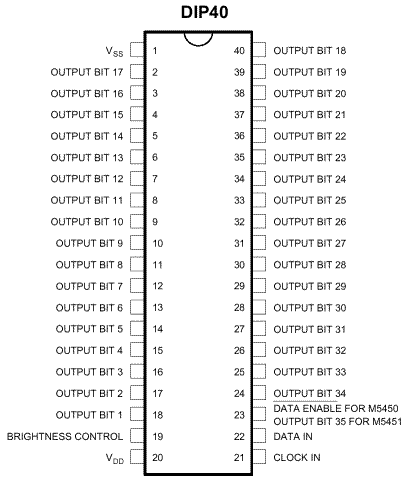 DIP40
VSS 1 40 OUTPUT BIT 18
OUTPUT BIT 17 2 39 OUTPUT BIT 19
OUTPUT BIT 16 3 38 OUTPUT BIT 20
OUTPUT BIT 15 4 37 OUTPUT BIT 21
OUTPUT BIT 14 5 36 OUTPUT BIT 22
OUTPUT BIT 13 6 35 OUTPUT BIT 23
OUTPUT BIT 12 7 34 OUTPUT BIT 24
OUTPUT BIT 11 8 33 OUTPUT BIT 25
OUTPUT BIT 10 9 32 OUTPUT BIT 26
OUTPUT BIT 9 10 31 OUTPUT BIT 27
OUTPUT BIT 8 11 30 OUTPUT BIT 28
OUTPUT BIT 7 12 29 OUTPUT BIT 29
OUTPUT BIT 6 13 28 OUTPUT BIT 30
OUTPUT BIT 5 14 27 OUTPUT BIT 31
OUTPUT BIT 4 15 26 OUTPUT BIT 32
OUTPUT BIT 3 16 25 OUTPUT BIT 33
OUTPUT BIT 2 17 24 OUTPUT BIT 34
OUTPUT BIT 1 18 23 DATA ENABLE FOR M5450
OUTPUT BIT 35 FOR M5451
BRIGHTNESS CONTROL 19 22 DATA IN
VDD 20 21 CLOCK IN